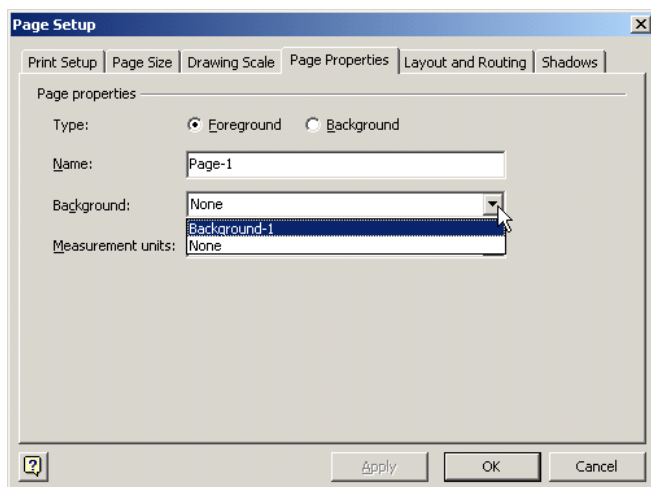 Page Setup
Print Setup Page Size Drawing Scale Page Properties Layout and Routing Shadows
Page properties
Type: Foreground Background
Name: Page-1
Background: None
Background-1
Measurement units: None
? Apply OK Cancel